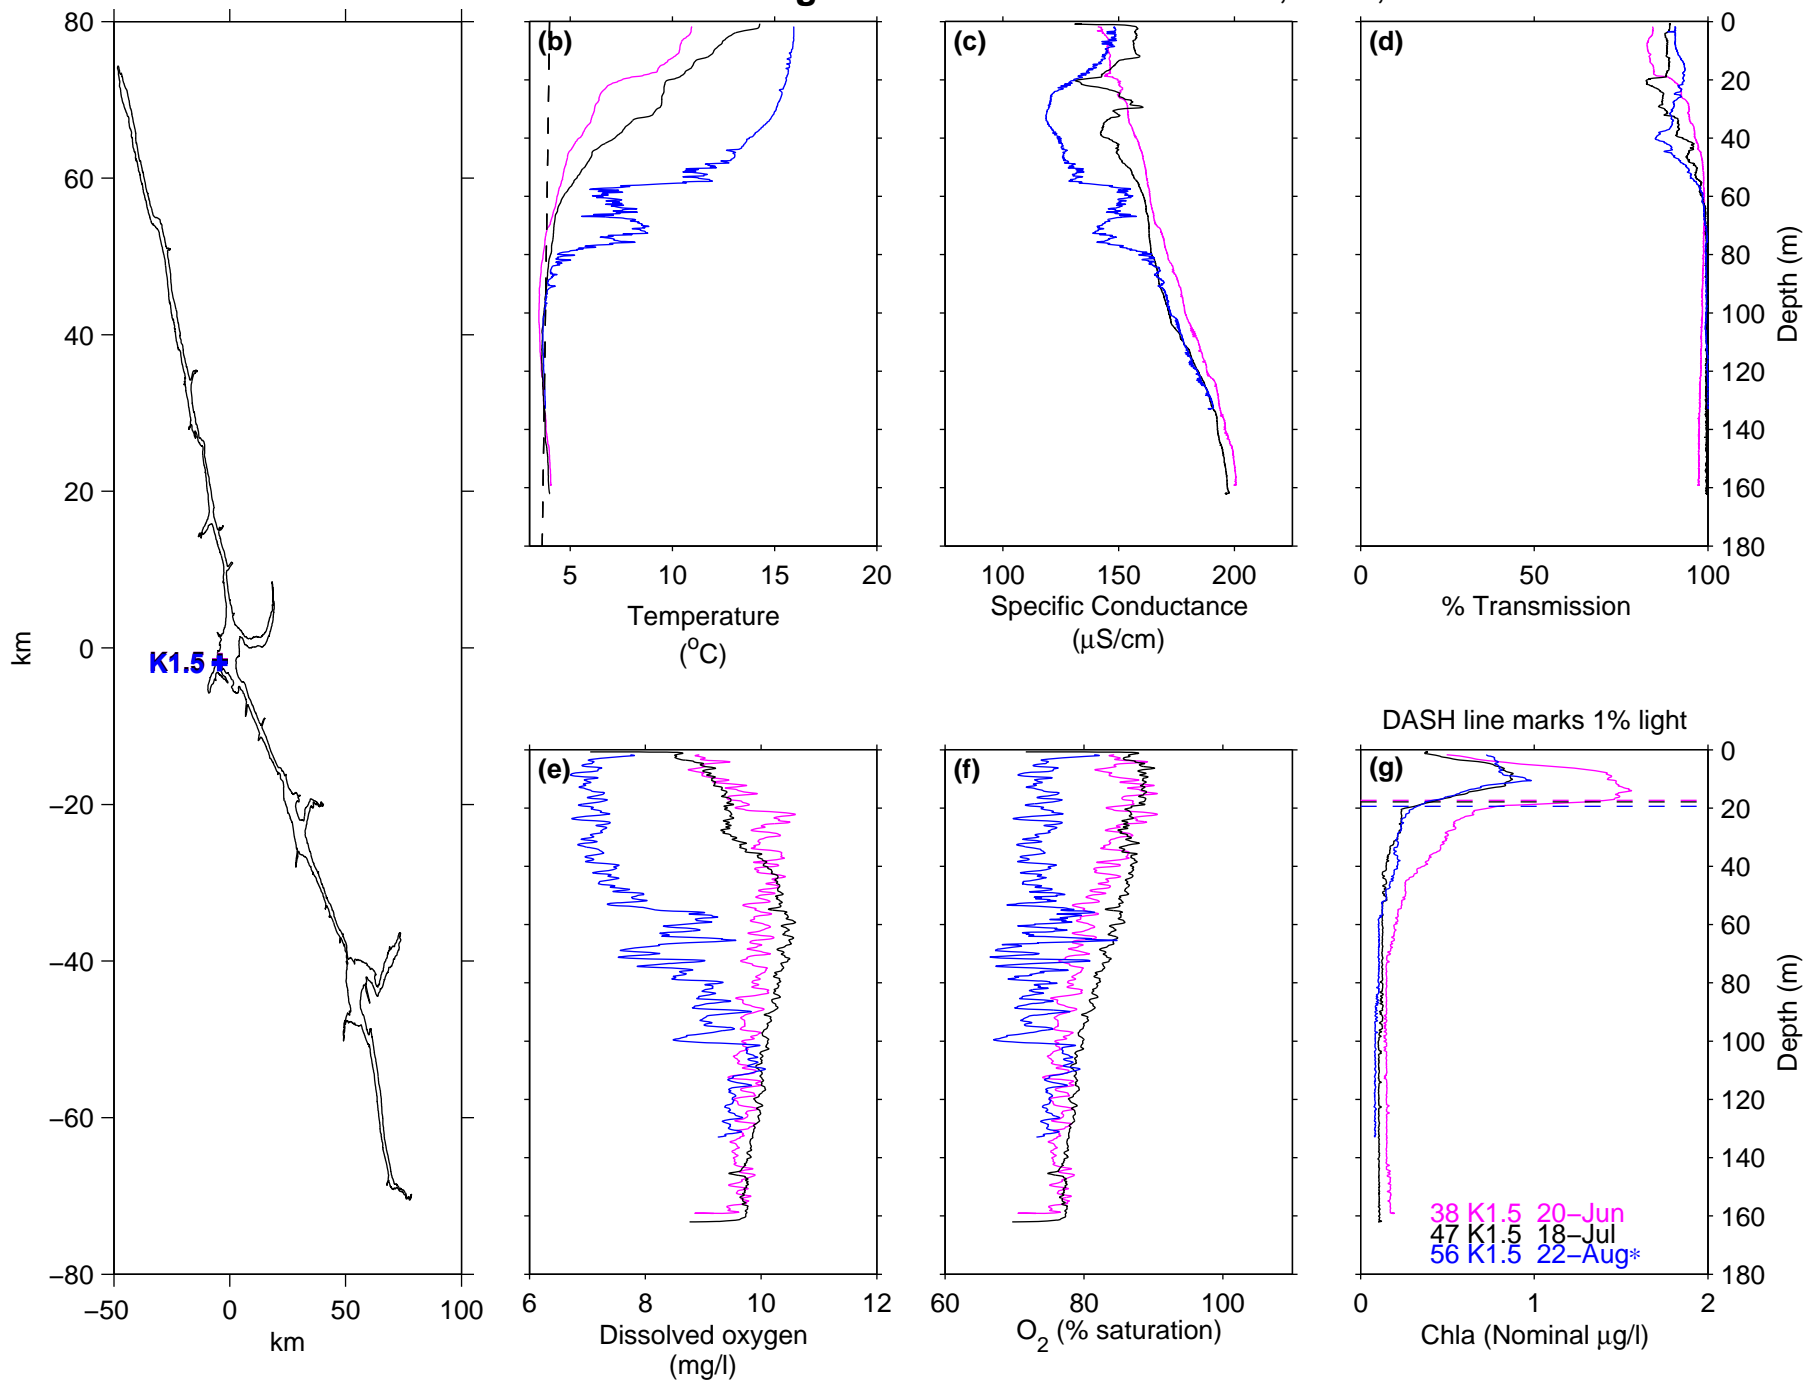 80
60
40
20
0
−20
−40
−60
−80
−50 0 50 100
km
km
K1.5
(b)
5 10 15 20
Temperature
(°C)
(c)
100 150 200
Specific Conductance
(µS/cm)
(d)
0 50 100
% Transmission
0
20
40
60
80
100
120
140
160
180
Depth (m)
(e)
6 8 10 12
Dissolved oxygen
(mg/l)
(f)
60 80 100
O₂ (% saturation)
DASH line marks 1% light
(g)
38 K1.5 20−Jun
47 K1.5 18−Jul
56 K1.5 22−Aug*
0 1 2
Chla (Nominal µg/l)
0
20
40
60
80
100
120
140
160
180
Depth (m)